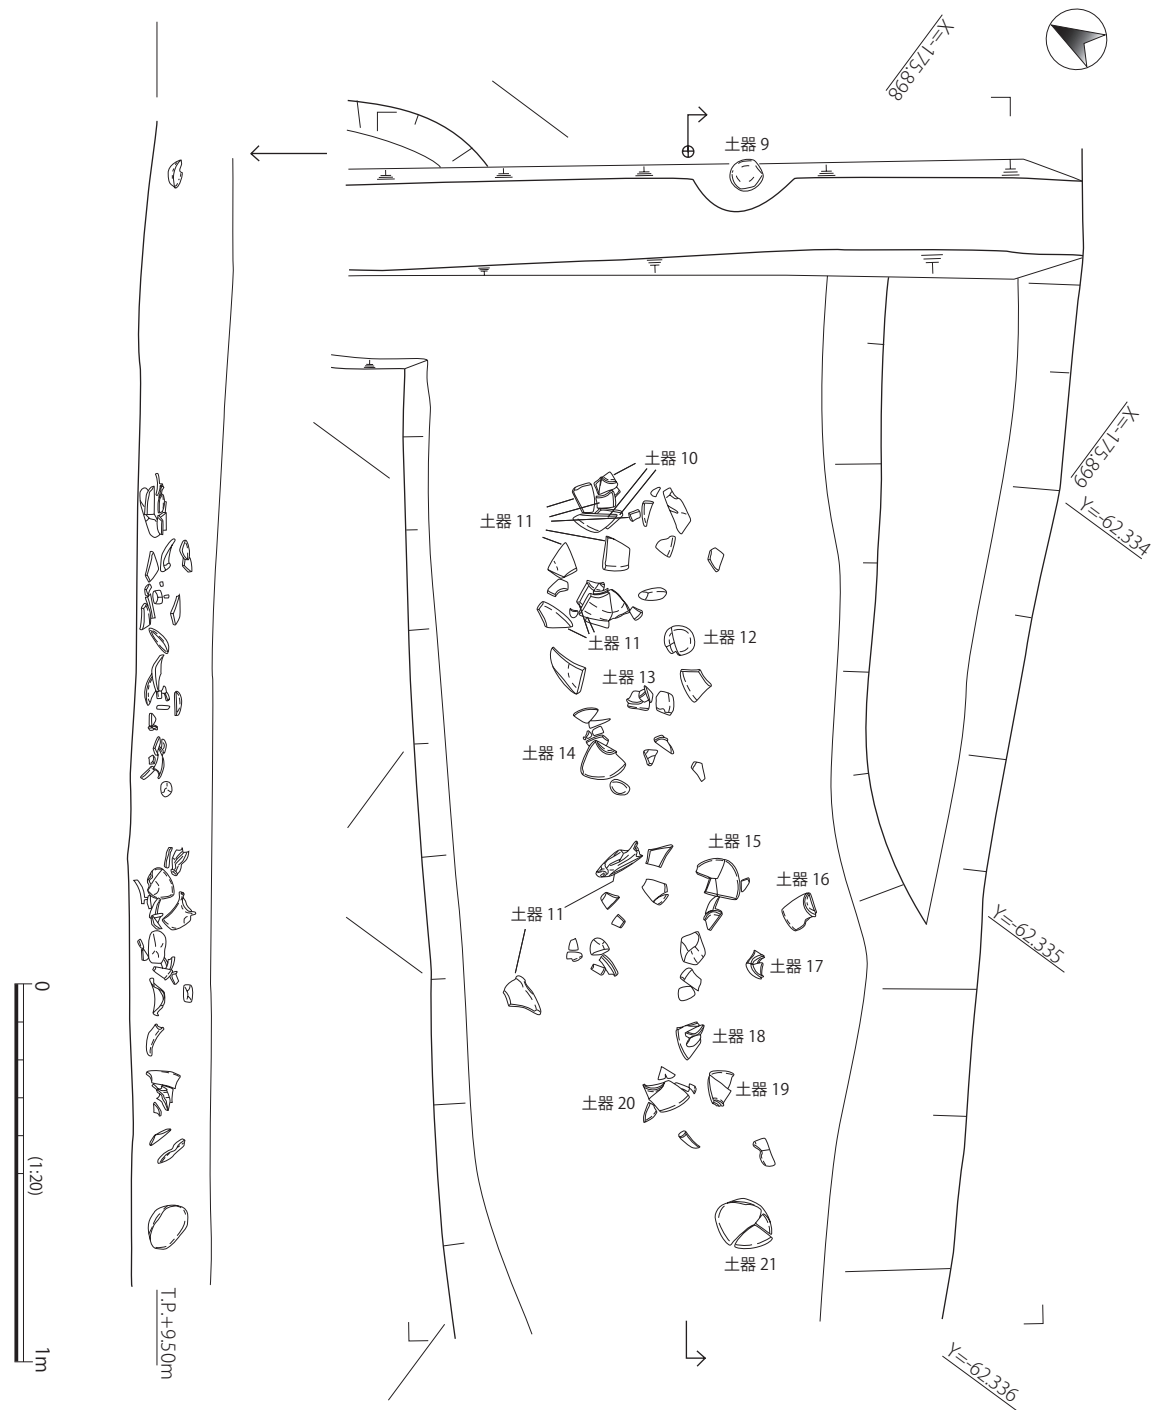 X=-175.898
土器 9
X=-175.899
Y=-62.334
土器 10
土器 11
土器 11
土器 12
土器 13
土器 14
土器 15
土器 16
土器 11
Y=-62.335
土器 17
土器 18
土器 19
土器 20
土器 21
Y=-62.336
0
(1:20)
1m
T.P.+9.50m